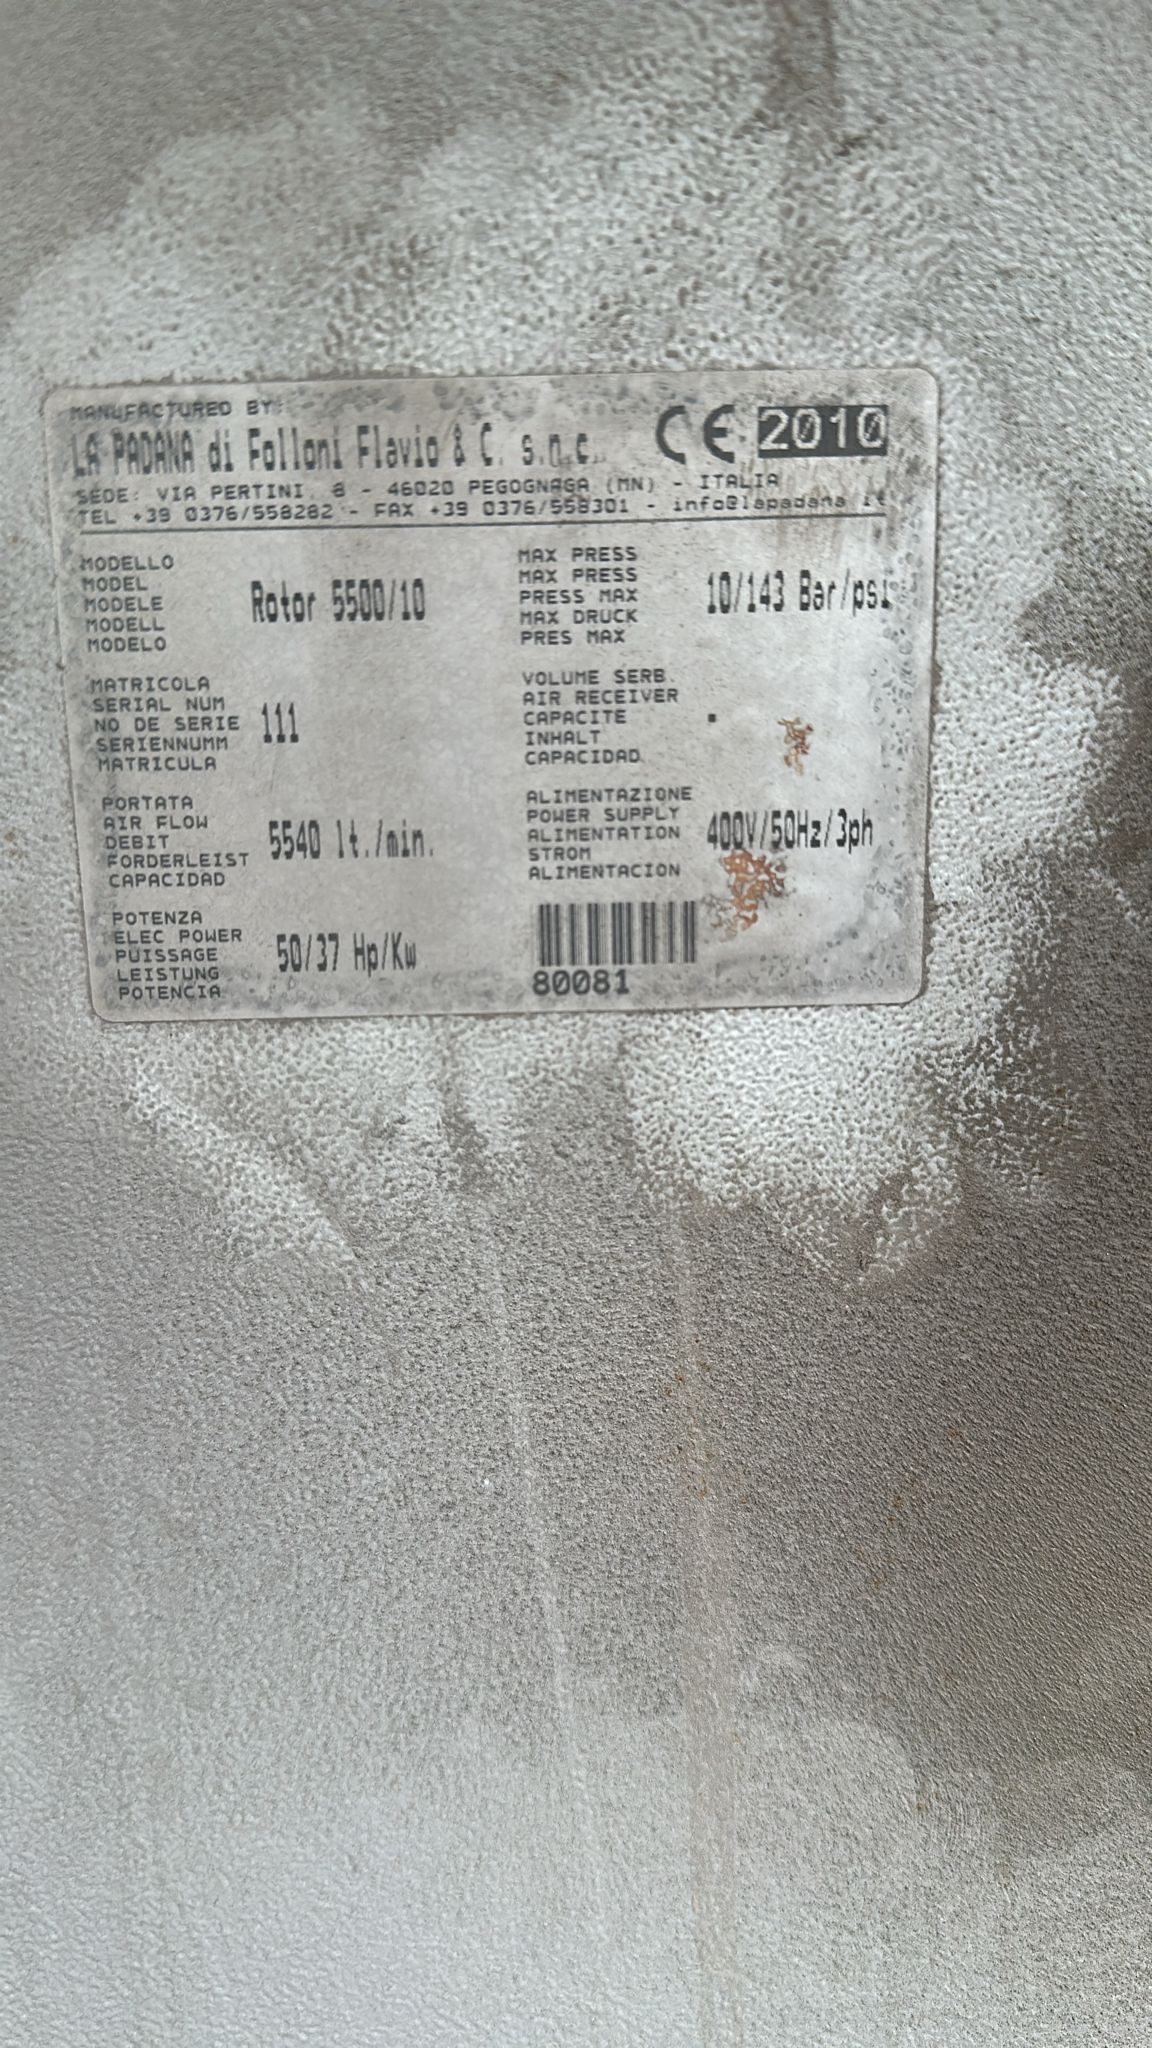 MANUFACTURED BY:
LA PADANA di Folloni Flavio & C. s.n.c.
CE 2010
SEDE: VIA PERTINI, 8 - 46020 PEGOGNAGA (MN) - ITALIA
TEL +39 0376/558282 - FAX +39 0376/558301 - info@lapadana.it
MODELLO
MODEL
MODELE
MODELL
MODELO
Rotor 5500/10
MAX PRESS
MAX PRESS
PRESS MAX
MAX DRUCK
PRES MAX
10/143 Bar/psi
MATRICOLA
SERIAL NUM
NO DE SERIE
SERIENNUMM
MATRICULA
111
VOLUME SERB.
AIR RECEIVER
CAPACITE
INHALT
CAPACIDAD
.
PORTATA
AIR FLOW
DEBIT
FORDERLEIST
CAPACIDAD
5540 lt./min.
ALIMENTAZIONE
POWER SUPPLY
ALIMENTATION
STROM
ALIMENTACION
400V/50Hz/3ph
POTENZA
ELEC POWER
PUISSAGE
LEISTUNG
POTENCIA
50/37 Hp/Kw
80081